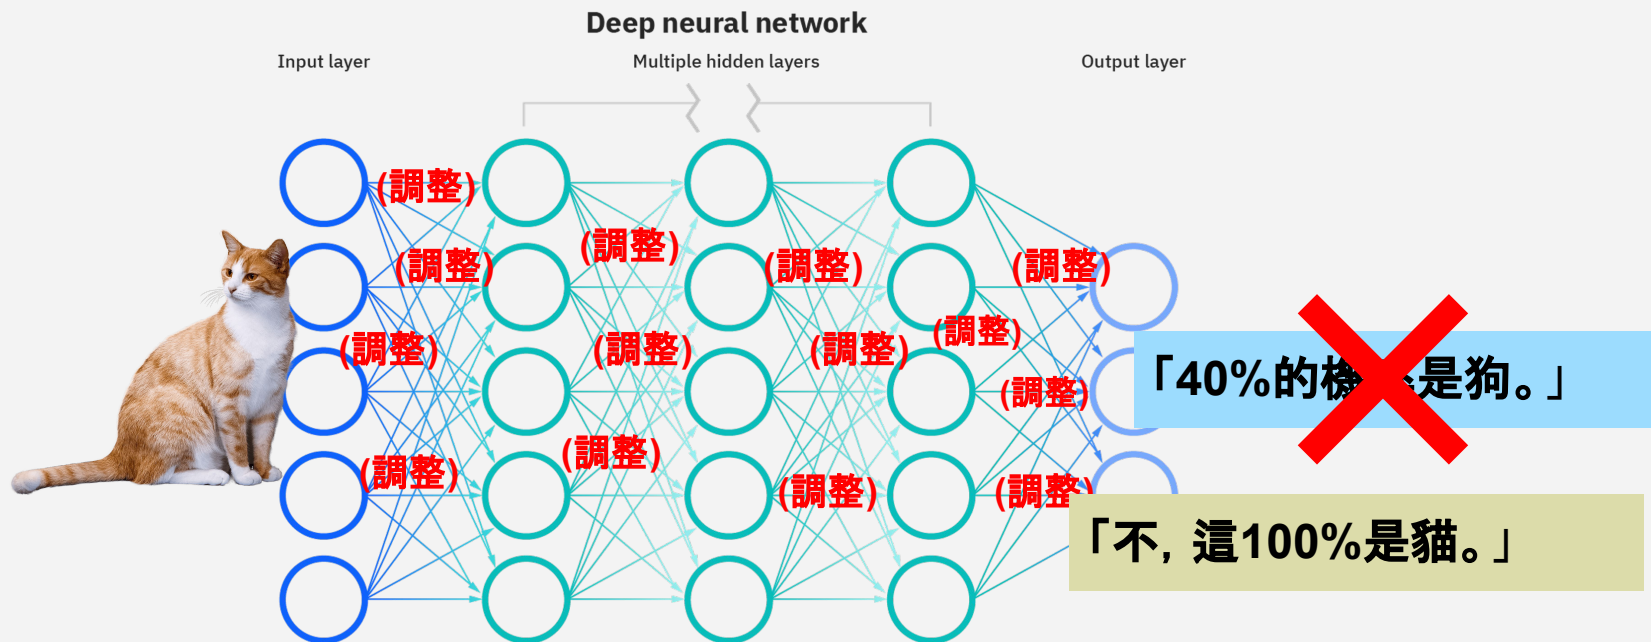 Deep neural network
Input layer
Multiple hidden layers
Output layer
(調整)
(調整)
(調整)
(調整)
(調整)
(調整)
(調整)
(調整)
(調整)
(調整)
(調整)
(調整)
(調整)
(調整)
「40%的機率是狗。」
「不，這100%是貓。」